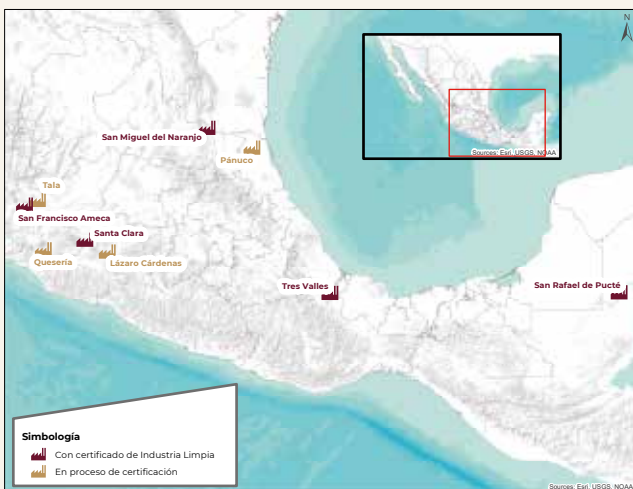 N
Sources: Esri, USGS, NOAA
San Miguel del Naranjo
Pánuco
Tala
San Francisco Ameca
Santa Clara
Quesería
Lázaro Cárdenas
Tres Valles
San Rafael de Pucté
Simbología
Con certificado de Industria Limpia
En proceso de certificación
Sources: Esri, USGS, NOAA